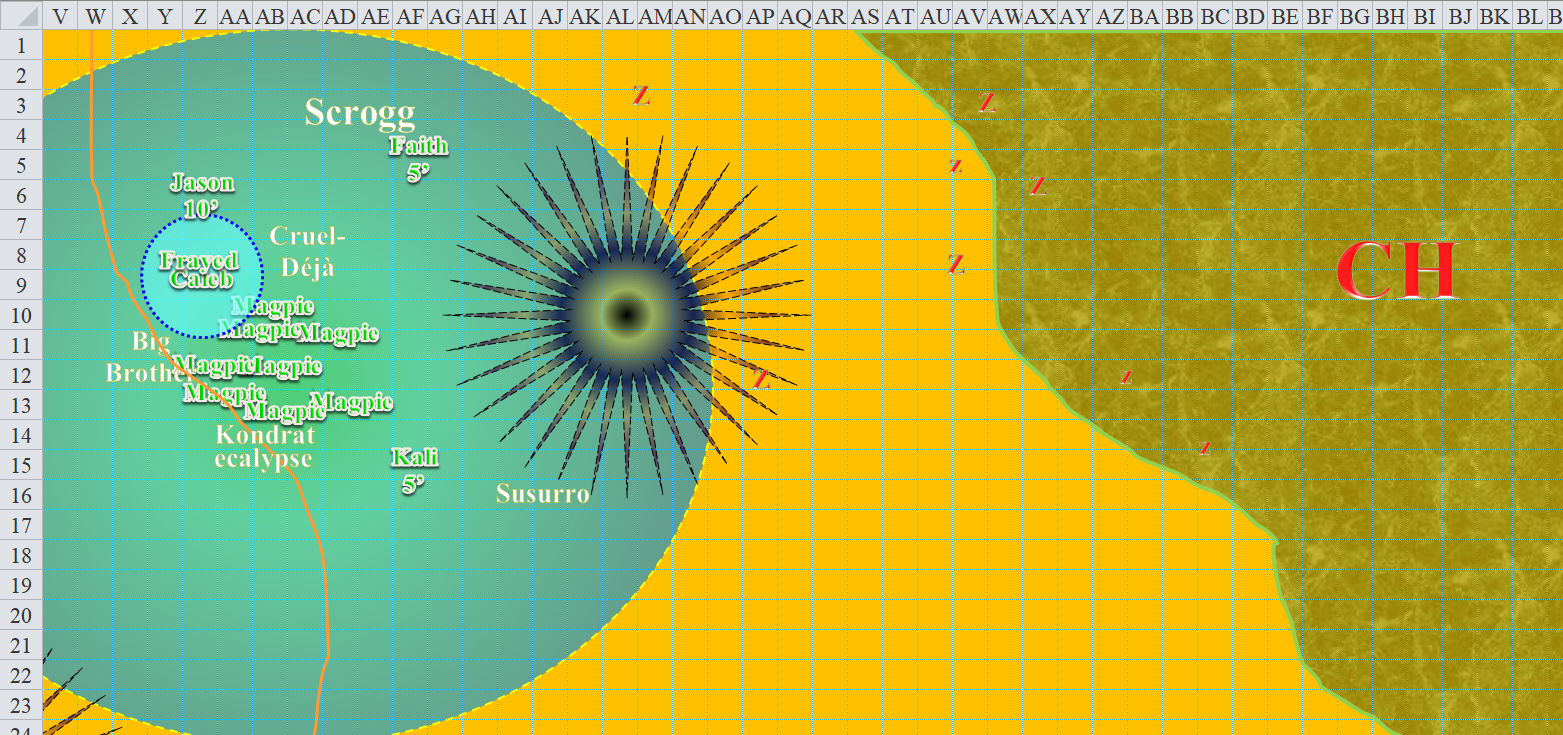 V W X Y Z AA AB AC AD AE AF AG AH AI AJ AK AL AM AN AO AP AQ AR AS AT AU AV AW AX AY AZ BA BB BC BD BE BF BG BH BI BJ BK BL
1
2
3
4
5
6
7
8
9
10
11
12
13
14
15
16
17
18
19
20
21
22
23
24
Z
Z
Scrogg
Faith
5’
Z
Jason
10’
Z
Cruel-
Déjà
Frayed
Caleb
Z
CH
Magpie
Magpie
Magpie
Big
Brother
Magpie
Magpie
Z
Z
Magpie
Magpie
Magpie
Kondrat
ecalypse
Z
Kali
5’
Susurro